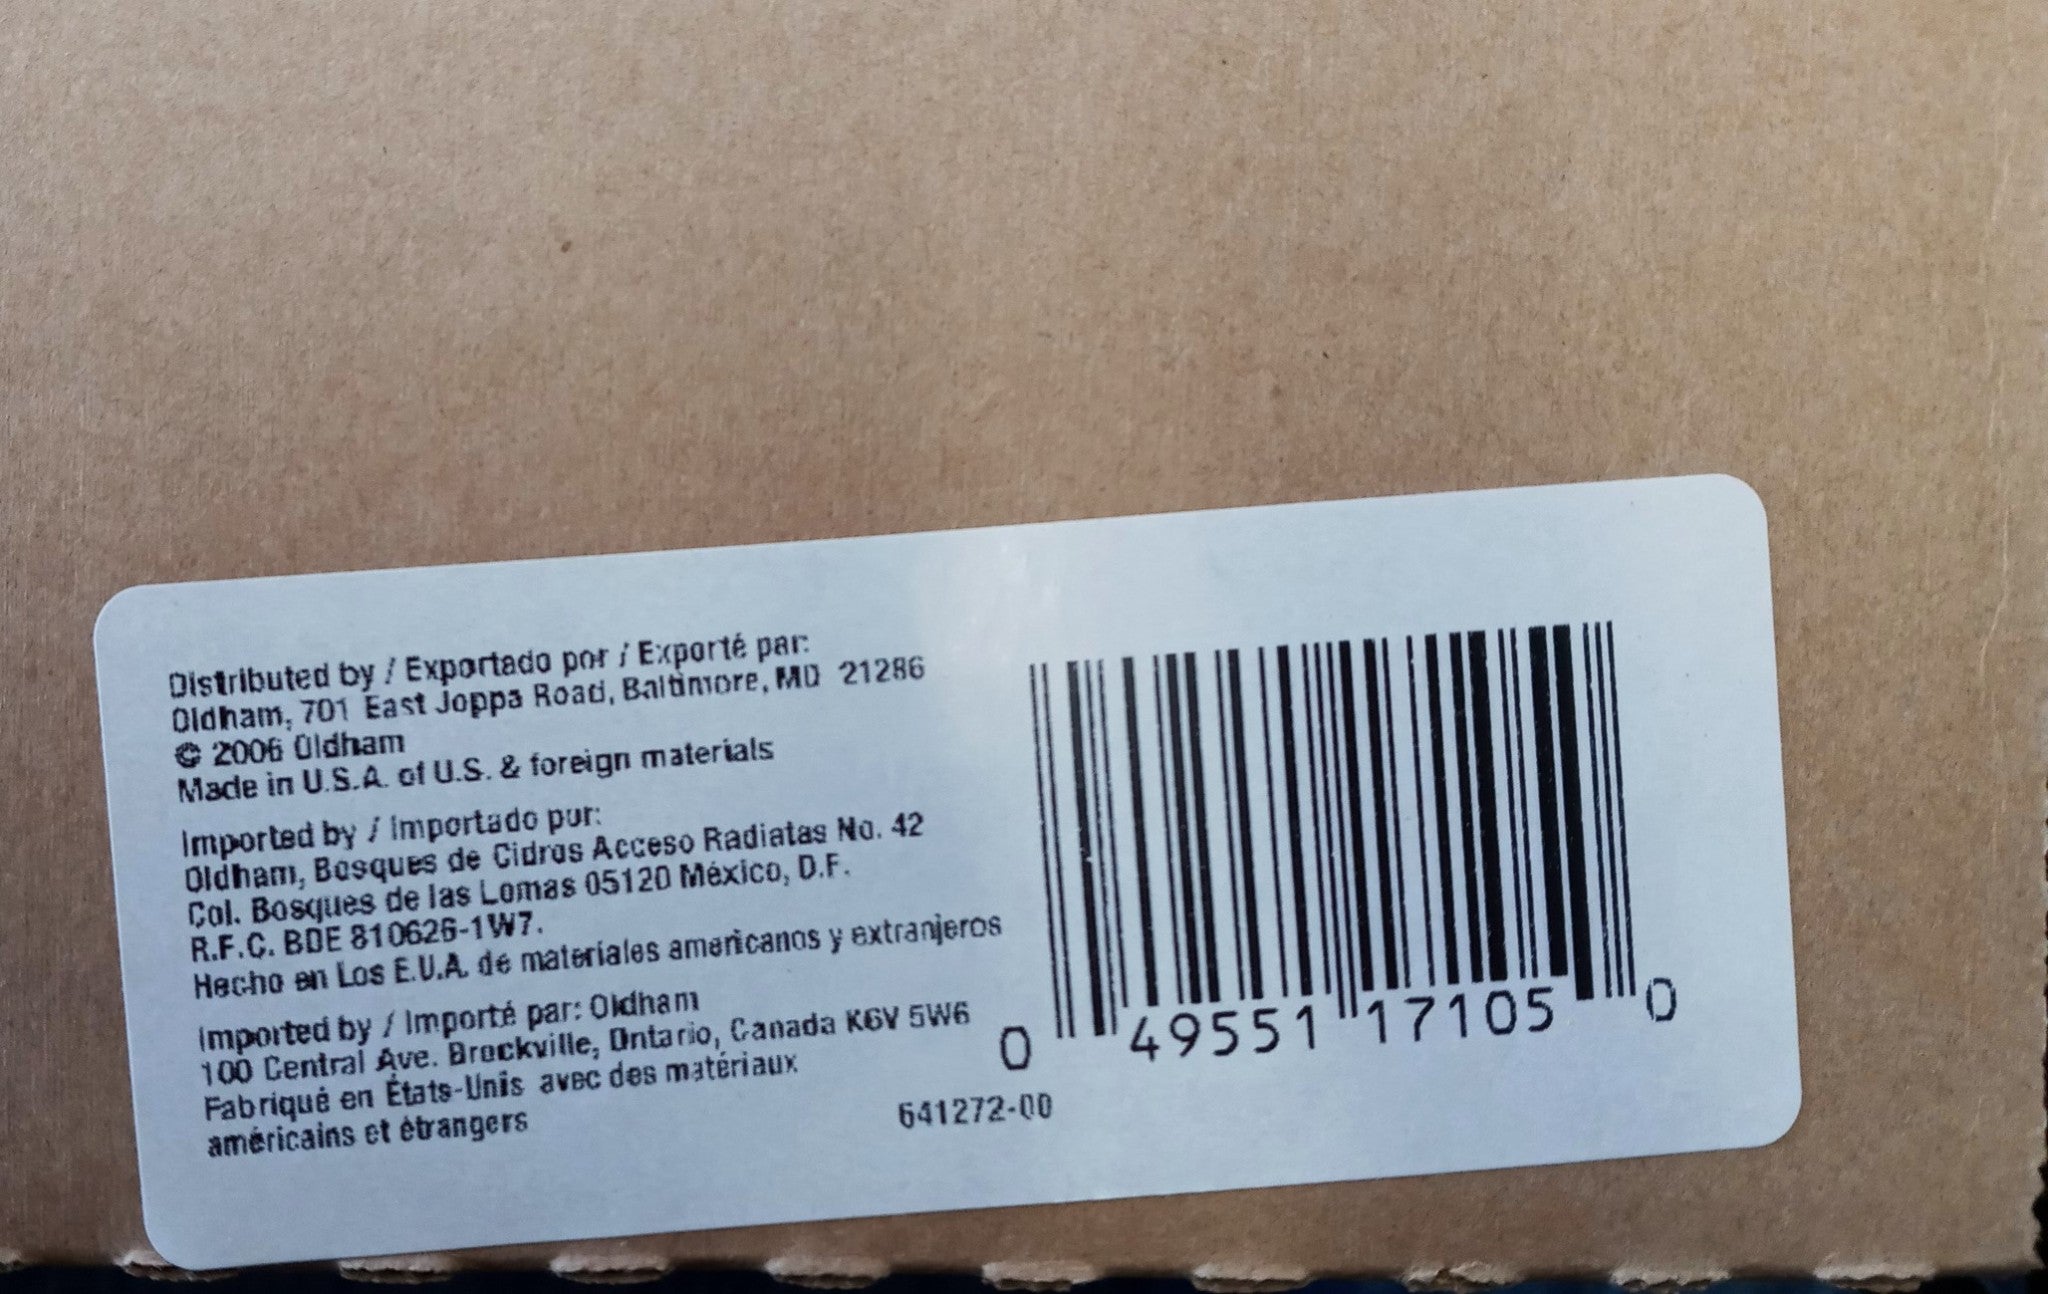 Distributed by / Exportado por / Exporté par:
Oldham, 701 East Joppa Road, Baltimore, MD 21286
© 2006 Oldham
Made in U.S.A. of U.S. & foreign materials
Imported by / Importado por:
Oldham, Bosques de Cidros Acceso Radiatas No. 42
Col. Bosques de las Lomas 05120 México, D.F.
R.F.C. BDE 810626-1W7.
Hecho en Los E.U.A. de materiales americanos y extranjeros
Imported by / Importé par: Oldham
100 Central Ave. Brockville, Ontario, Canada K6V 5W6
Fabriqué en États-Unis avec des matériaux
américains et étrangers
641272-00
0 49551 17105 0